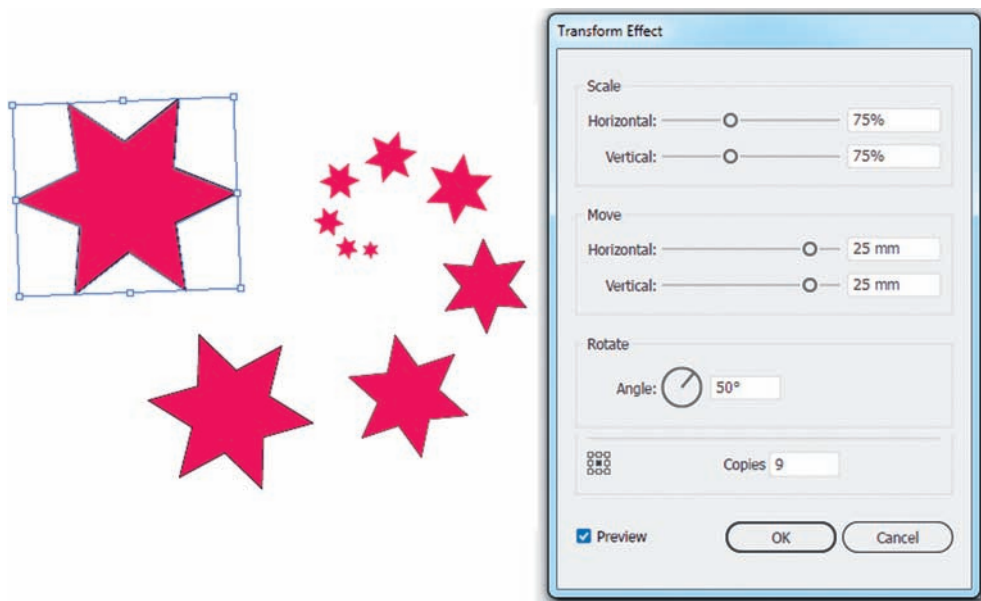 Transform Effect
Scale
Horizontal: 75%
Vertical: 75%
Move
Horizontal: 25 mm
Vertical: 25 mm
Rotate
Angle: 50°
Copies 9
Preview OK Cancel